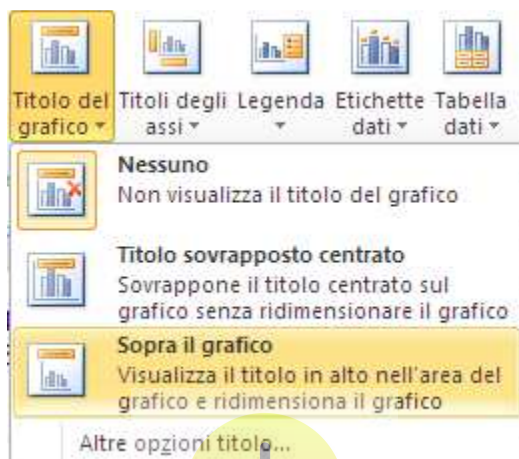 Titolo del grafico
Titoli degli assi
Legenda
Etichette dati
Tabella dati
Nessuno
Non visualizza il titolo del grafico
Titolo sovrapposto centrato
Sovrappone il titolo centrato sul
grafico senza ridimensionare il grafico
Sopra il grafico
Visualizza il titolo in alto nell'area del
grafico e ridimensiona il grafico
Altre opzioni titolo...